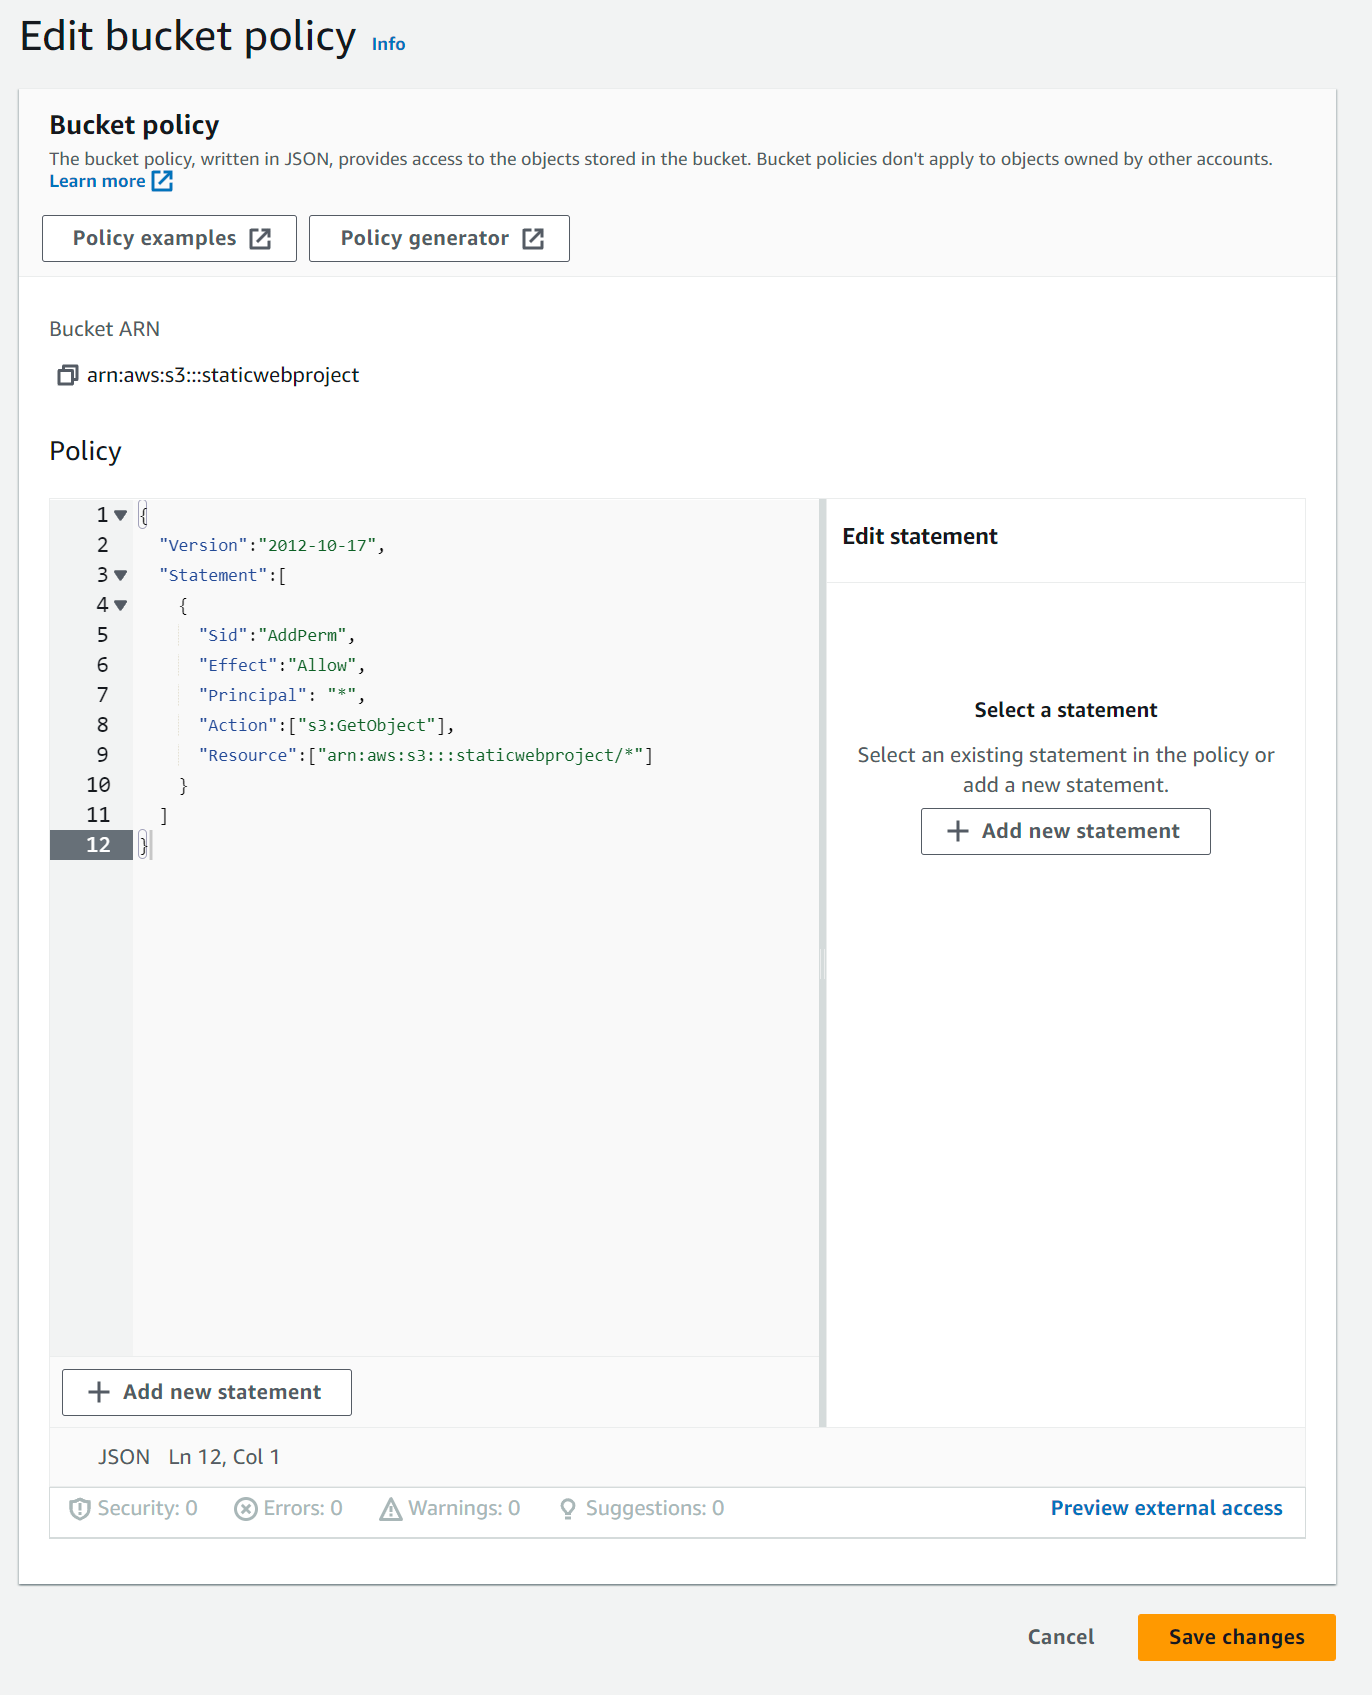 Edit bucket policy Info
Bucket policy
The bucket policy, written in JSON, provides access to the objects stored in the bucket. Bucket policies don't apply to objects owned by other accounts.
Learn more
Policy examples Policy generator
Bucket ARN
arn:aws:s3:::staticwebproject
Policy
1 {
2 "Version":"2012-10-17",
3 "Statement":[
4 {
5 "Sid":"AddPerm",
6 "Effect":"Allow",
7 "Principal": "*",
8 "Action":["s3:GetObject"],
9 "Resource":["arn:aws:s3:::staticwebproject/*"]
10 }
11 ]
12 }
Edit statement
Select a statement
Select an existing statement in the policy or
add a new statement.
Add new statement
Add new statement
JSON Ln 12, Col 1
Security: 0 Errors: 0 Warnings: 0 Suggestions: 0 Preview external access
Cancel Save changes